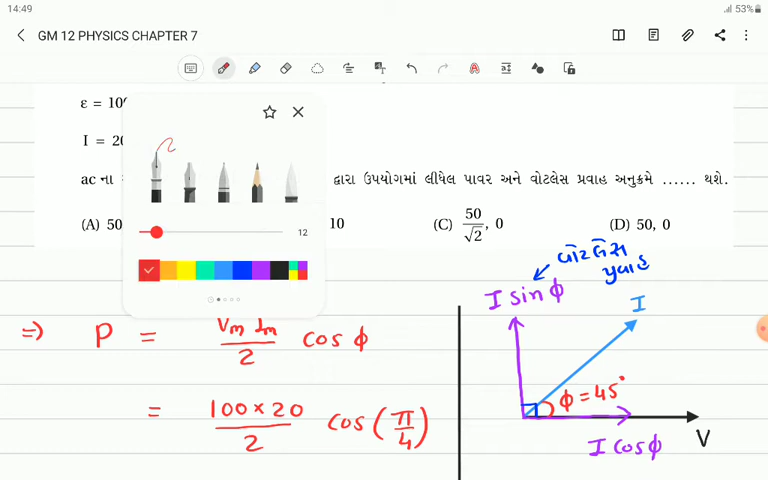 14:49 53%
GM 12 PHYSICS CHAPTER 7
ε = 10
I = 20
ac ના દ્વારા ઉપયોગમાં લીધેલ પાવર અને વોટલેસ પ્રવાહ અનુક્રમે ...... થશે.
(A) 50 10 (C) 50/√2, 0 (D) 50, 0
12
વોટલેસ
પ્રવાહ
I sin ϕ
I
⇒ P = Vm Im / 2 cos ϕ
ϕ = 45°
= 100 × 20 / 2 cos (π/4)
V
I cos ϕ